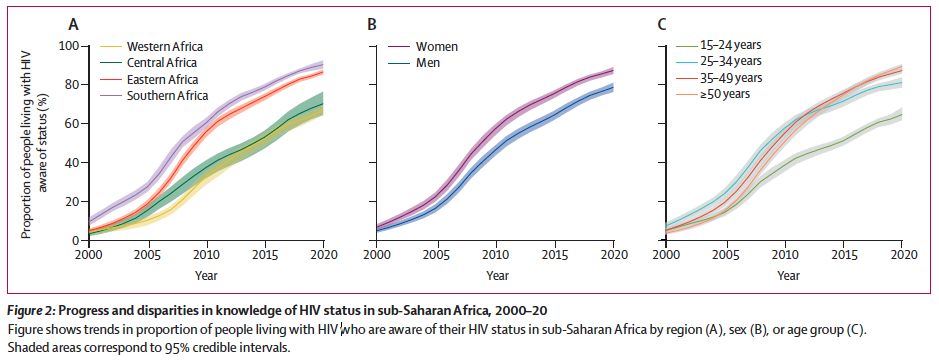 A
B
C
Proportion of people living with HIV
aware of status (%)
100
80
60
40
20
0
Western Africa
Central Africa
Eastern Africa
Southern Africa
2000 2005 2010 2015 2020
Year
Women
Men
2000 2005 2010 2015 2020
Year
15–24 years
25–34 years
35–49 years
≥50 years
2000 2005 2010 2015 2020
Year
Figure 2: Progress and disparities in knowledge of HIV status in sub-Saharan Africa, 2000–20
Figure shows trends in proportion of people living with HIV who are aware of their HIV status in sub-Saharan Africa by region (A), sex (B), or age group (C).
Shaded areas correspond to 95% credible intervals.